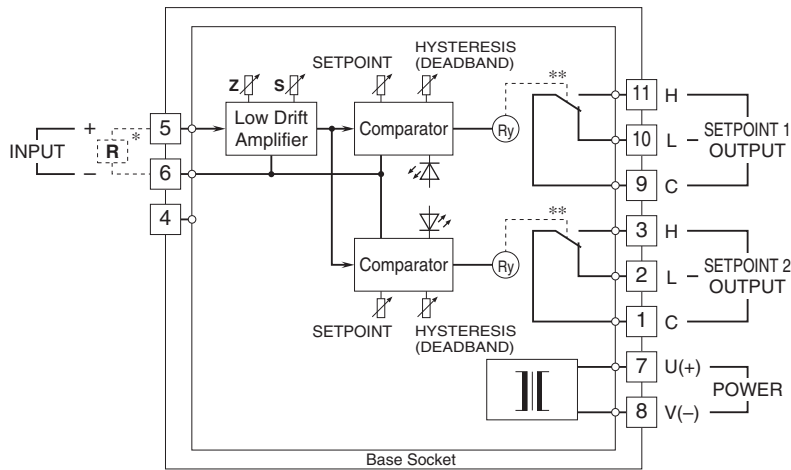 HYSTERESIS
(DEADBAND)
SETPOINT
**
Z
S
11
H
Low Drift
Amplifier
Comparator
Ry
5
+
*
R
INPUT
–
6
4
10
L
SETPOINT 1
OUTPUT
9
C
**
3
H
Comparator
Ry
2
L
SETPOINT 2
OUTPUT
1
C
SETPOINT
HYSTERESIS
(DEADBAND)
7
U(+)
POWER
8
V(–)
Base Socket